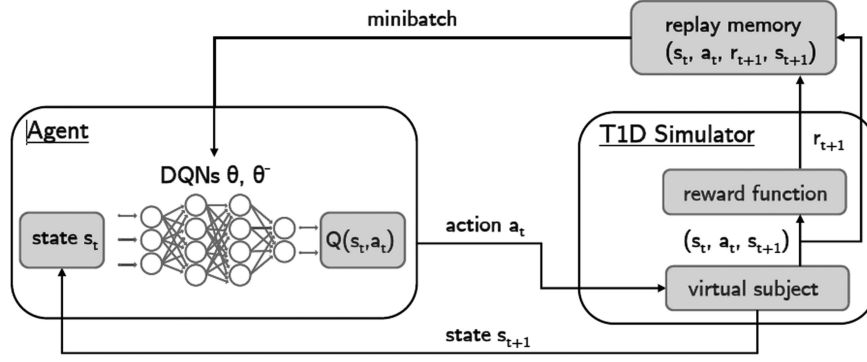 minibatch
replay memory
(sₜ, aₜ, rₜ₊₁, sₜ₊₁)
Agent
T1D Simulator
rₜ₊₁
DQNs θ, θ⁻
reward function
state sₜ
Q(sₜ,aₜ)
action aₜ
(sₜ, aₜ, sₜ₊₁)
virtual subject
state sₜ₊₁